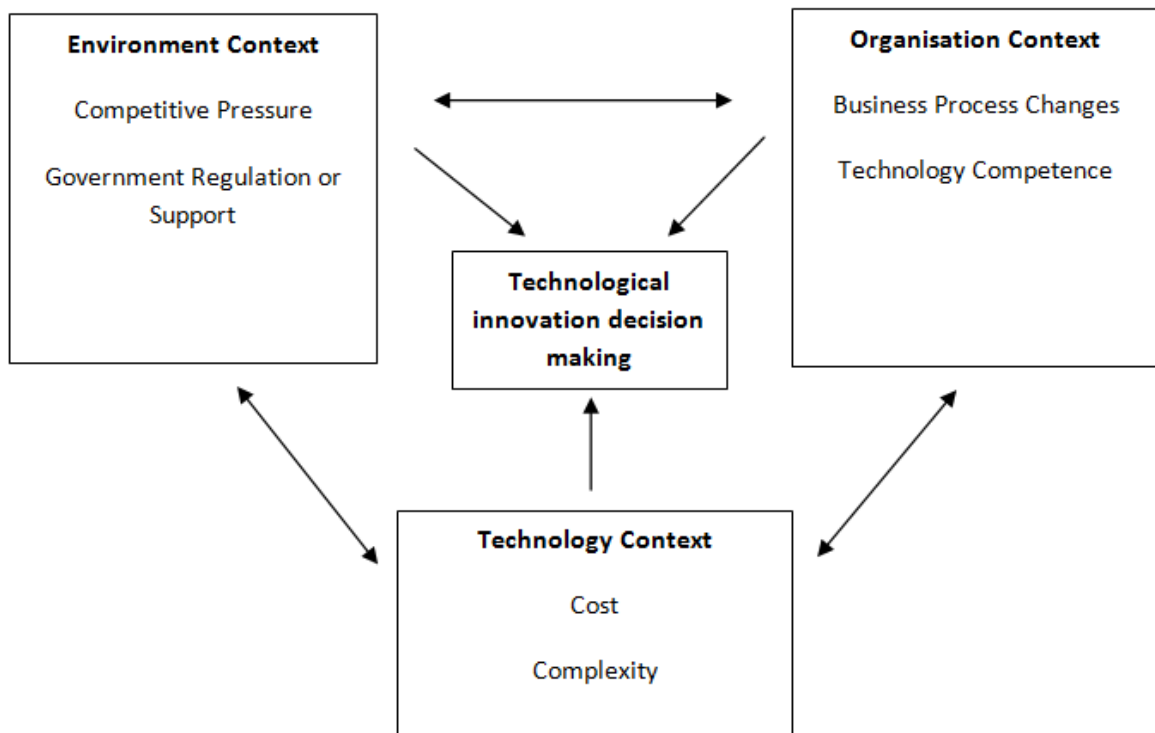 Environment Context
Competitive Pressure
Government Regulation or
Support
Organisation Context
Business Process Changes
Technology Competence
Technological
innovation decision
making
Technology Context
Cost
Complexity